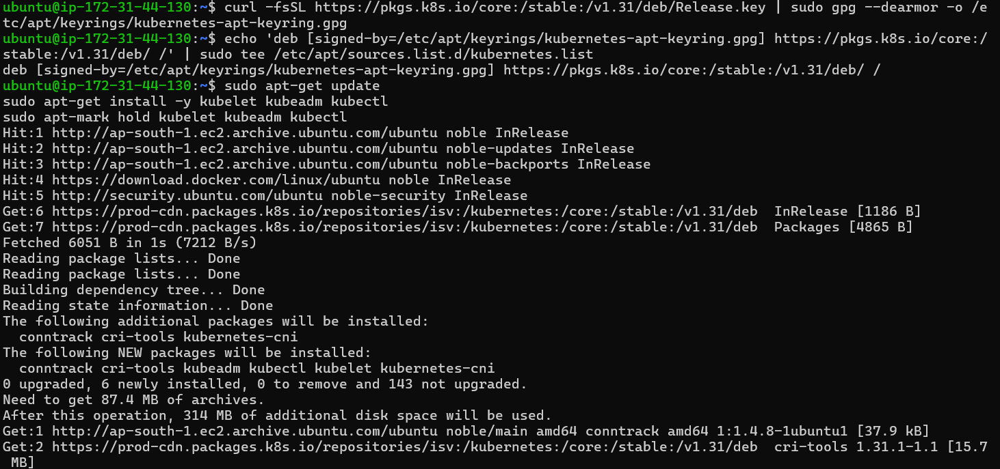 ubuntu@ip-172-31-44-130:~$ curl -fsSL https://pkgs.k8s.io/core:/stable:/v1.31/deb/Release.key | sudo gpg --dearmor -o /e
tc/apt/keyrings/kubernetes-apt-keyring.gpg
ubuntu@ip-172-31-44-130:~$ echo 'deb [signed-by=/etc/apt/keyrings/kubernetes-apt-keyring.gpg] https://pkgs.k8s.io/core:/
stable:/v1.31/deb/ /' | sudo tee /etc/apt/sources.list.d/kubernetes.list
deb [signed-by=/etc/apt/keyrings/kubernetes-apt-keyring.gpg] https://pkgs.k8s.io/core:/stable:/v1.31/deb/ /
ubuntu@ip-172-31-44-130:~$ sudo apt-get update
sudo apt-get install -y kubelet kubeadm kubectl
sudo apt-mark hold kubelet kubeadm kubectl
Hit:1 http://ap-south-1.ec2.archive.ubuntu.com/ubuntu noble InRelease
Hit:2 http://ap-south-1.ec2.archive.ubuntu.com/ubuntu noble-updates InRelease
Hit:3 http://ap-south-1.ec2.archive.ubuntu.com/ubuntu noble-backports InRelease
Hit:4 https://download.docker.com/linux/ubuntu noble InRelease
Hit:5 http://security.ubuntu.com/ubuntu noble-security InRelease
Get:6 https://prod-cdn.packages.k8s.io/repositories/isv:/kubernetes:/core:/stable:/v1.31/deb  InRelease [1186 B]
Get:7 https://prod-cdn.packages.k8s.io/repositories/isv:/kubernetes:/core:/stable:/v1.31/deb  Packages [4865 B]
Fetched 6051 B in 1s (7212 B/s)
Reading package lists... Done
Reading package lists... Done
Building dependency tree... Done
Reading state information... Done
The following additional packages will be installed:
  conntrack cri-tools kubernetes-cni
The following NEW packages will be installed:
  conntrack cri-tools kubeadm kubectl kubelet kubernetes-cni
0 upgraded, 6 newly installed, 0 to remove and 143 not upgraded.
Need to get 87.4 MB of archives.
After this operation, 314 MB of additional disk space will be used.
Get:1 http://ap-south-1.ec2.archive.ubuntu.com/ubuntu noble/main amd64 conntrack amd64 1:1.4.8-1ubuntu1 [37.9 kB]
Get:2 https://prod-cdn.packages.k8s.io/repositories/isv:/kubernetes:/core:/stable:/v1.31/deb  cri-tools 1.31.1-1.1 [15.7
 MB]